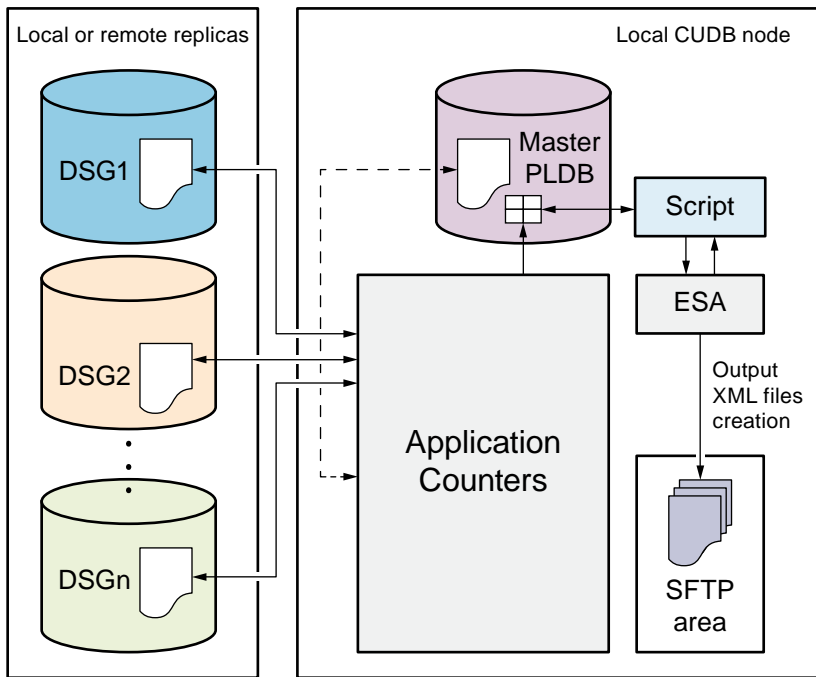 Local or remote replicas
DSG1
DSG2
DSGn
Local CUDB node
Master
PLDB
Script
ESA
Output
XML files
creation
Application
Counters
SFTP
area